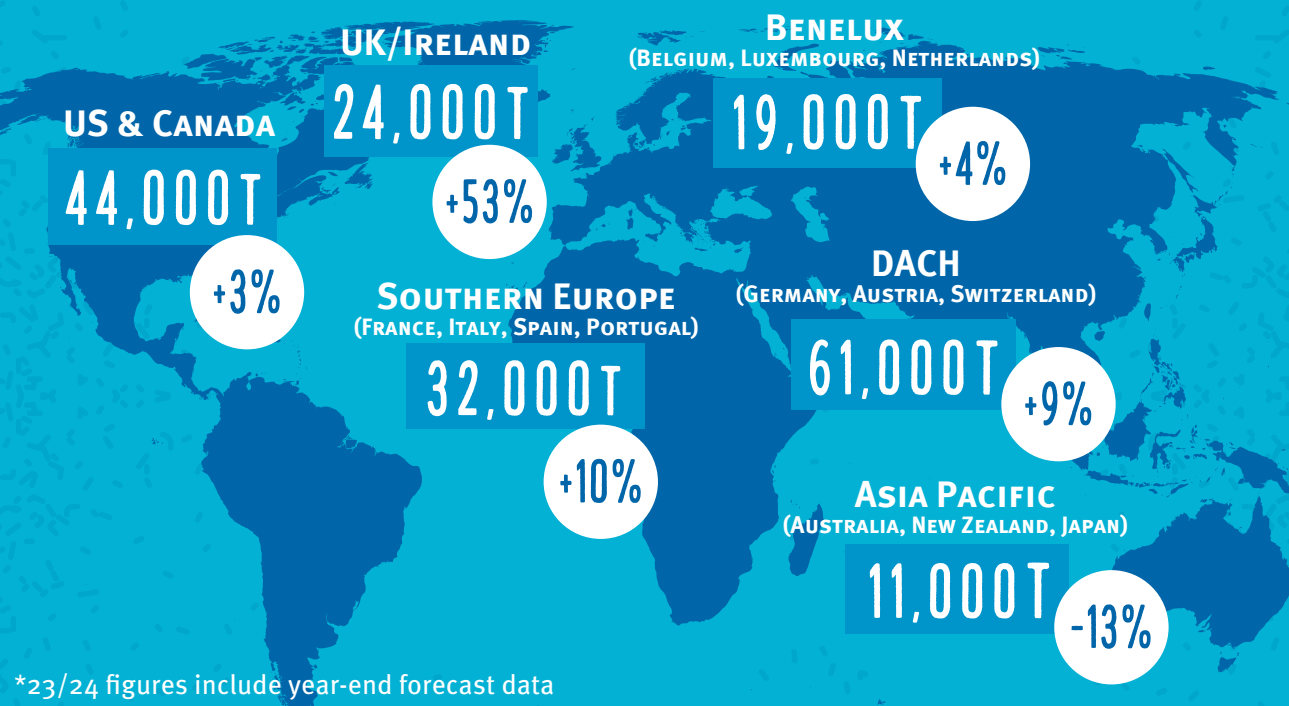 UK/Ireland
24,000T
+53%
Benelux
(Belgium, Luxembourg, Netherlands)
19,000T
+4%
US & Canada
44,000T
+3%
Southern Europe
(France, Italy, Spain, Portugal)
32,000T
+10%
DACH
(Germany, Austria, Switzerland)
61,000T
+9%
Asia Pacific
(Australia, New Zealand, Japan)
11,000T
-13%
*23/24 figures include year-end forecast data